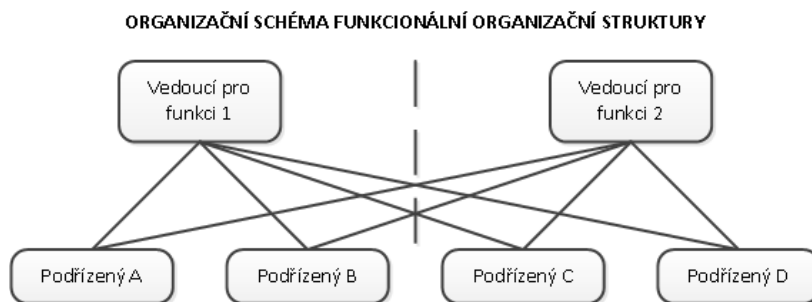 ORGANIZAČNÍ SCHÉMA FUNKCIONÁLNÍ ORGANIZAČNÍ STRUKTURY
Vedoucí pro
funkci 1
Vedoucí pro
funkci 2
Podřízený A
Podřízený B
Podřízený C
Podřízený D